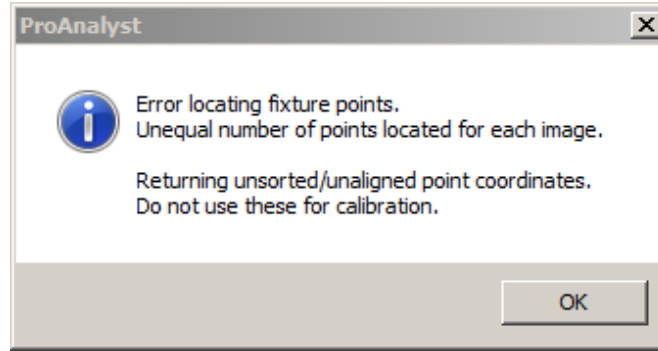 ProAnalyst
Error locating fixture points.
Unequal number of points located for each image.
Returning unsorted/unaligned point coordinates.
Do not use these for calibration.
OK